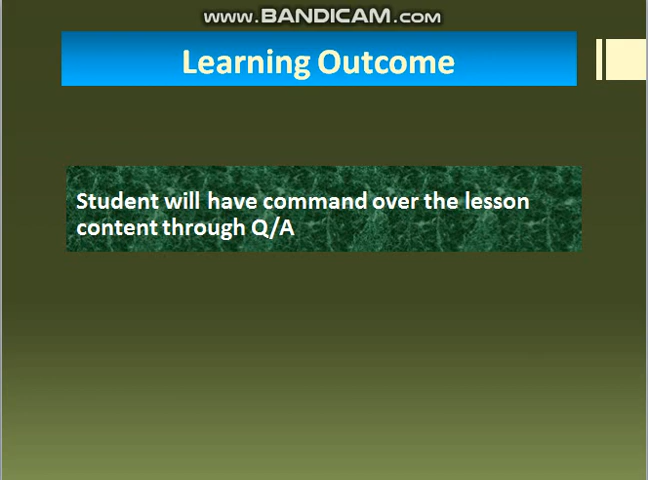 www.BANDICAM.com
Learning Outcome
Student will have command over the lesson
content through Q/A